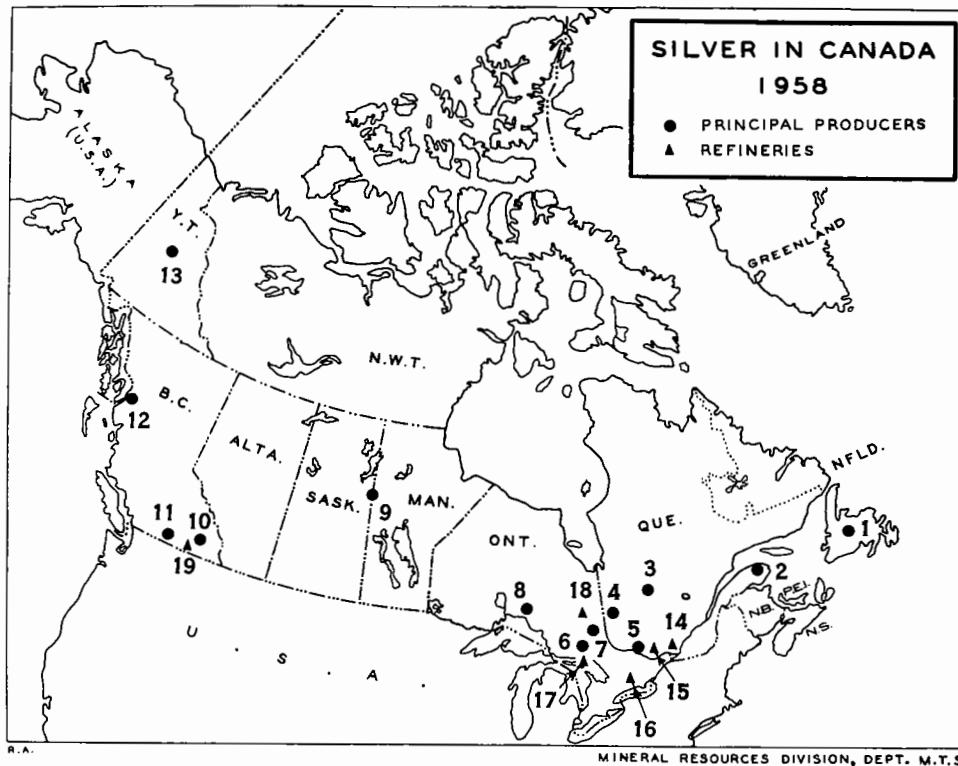 SILVER IN CANADA
1958
PRINCIPAL PRODUCERS
REFINERIES
ALASKA
(U.S.A.)
Y.T.
13
GREENLAND
N.W.T.
B.C.
12
ALTA.
SASK.
MAN.
9
NFLD.
QUE.
ONT.
1
11
10
19
2
3
P.E.I.
N.B.
N.S.
8
18
4
5
14
6
7
15
17
16
U. S. A.
R.A.
MINERAL RESOURCES DIVISION, DEPT. M.T.S